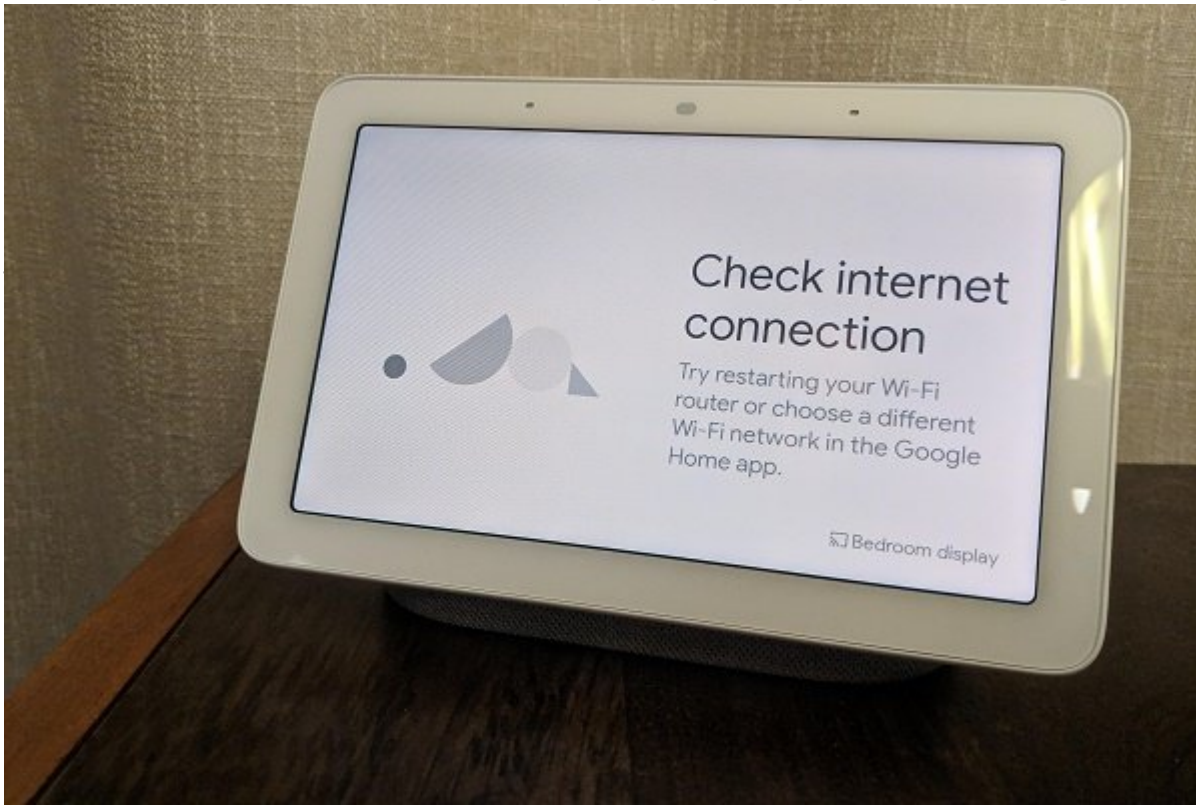 Check internet
connection
Try restarting your Wi-Fi
router or choose a different
Wi-Fi network in the Google
Home app.
Bedroom display